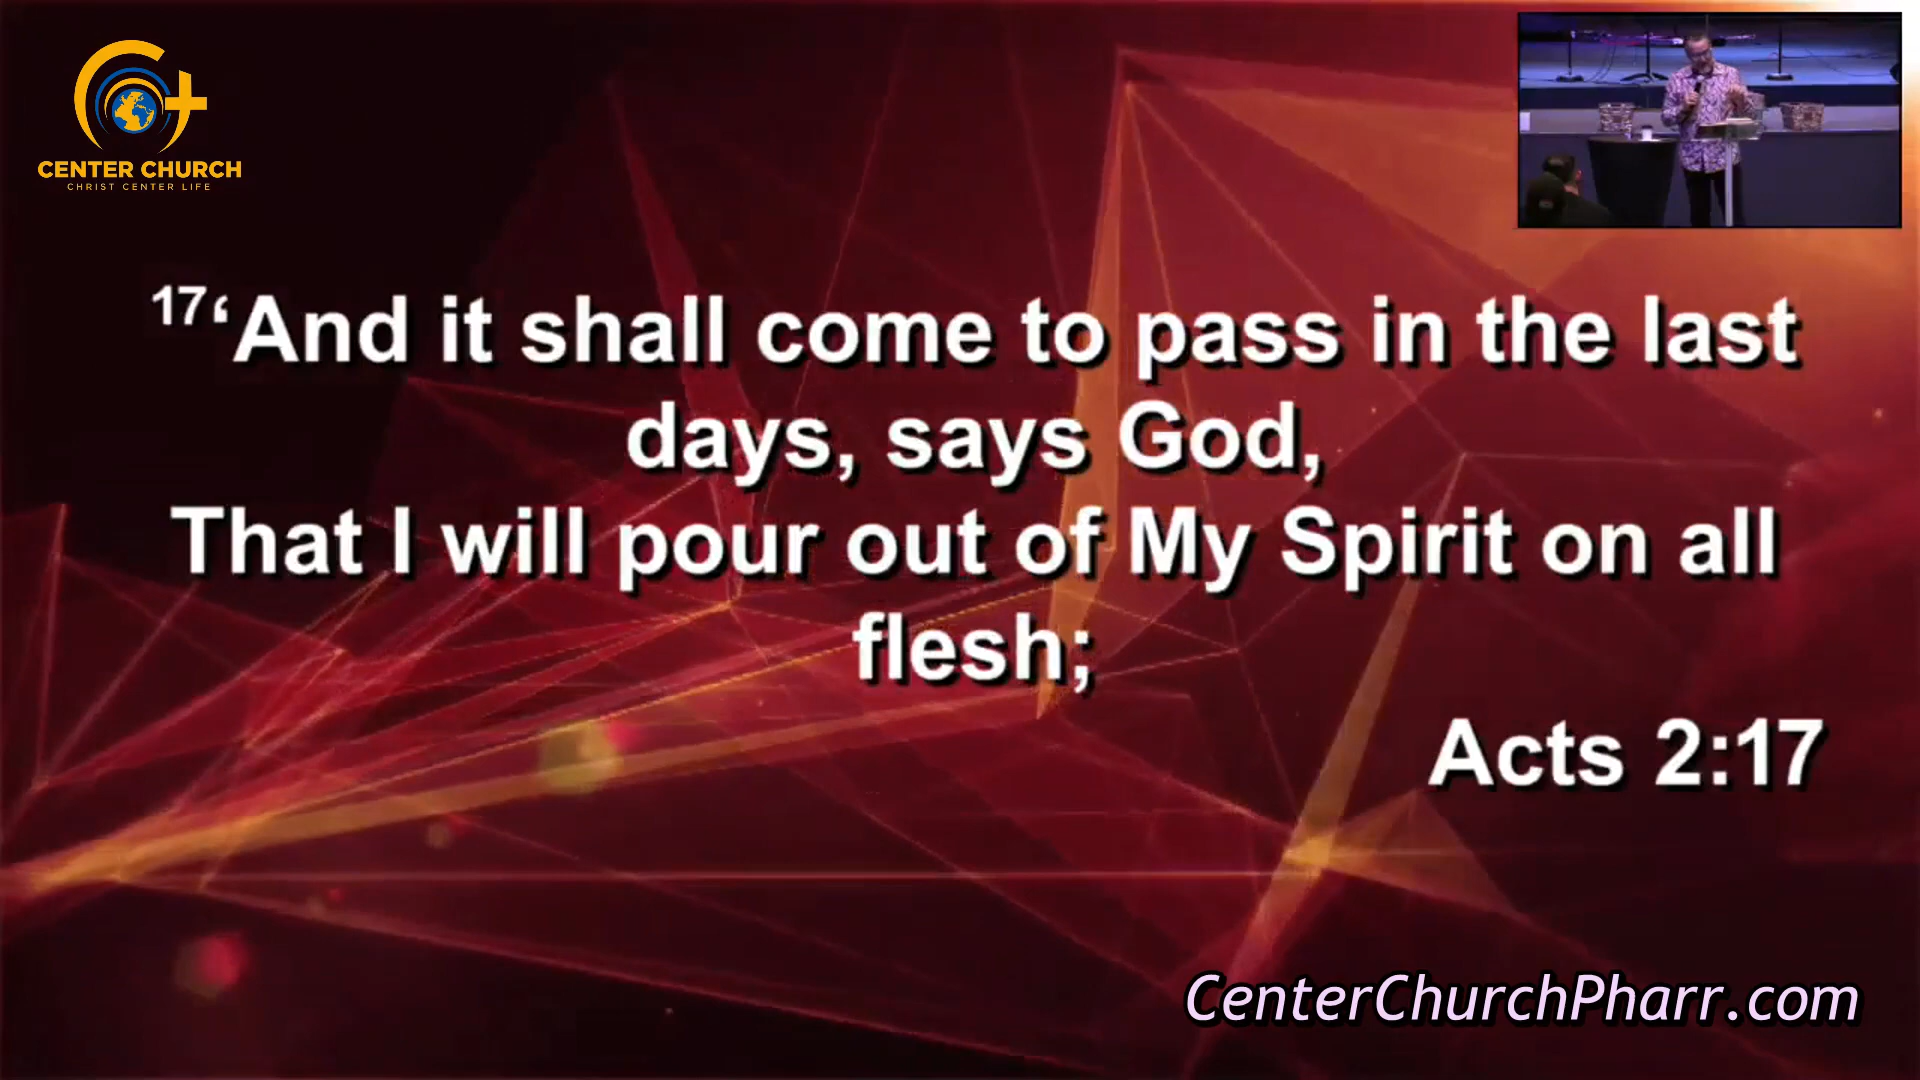 CENTER CHURCH
CHRIST CENTER LIFE
17‘And it shall come to pass in the last
days, says God,
That I will pour out of My Spirit on all
flesh;
Acts 2:17
CenterChurchPharr.com